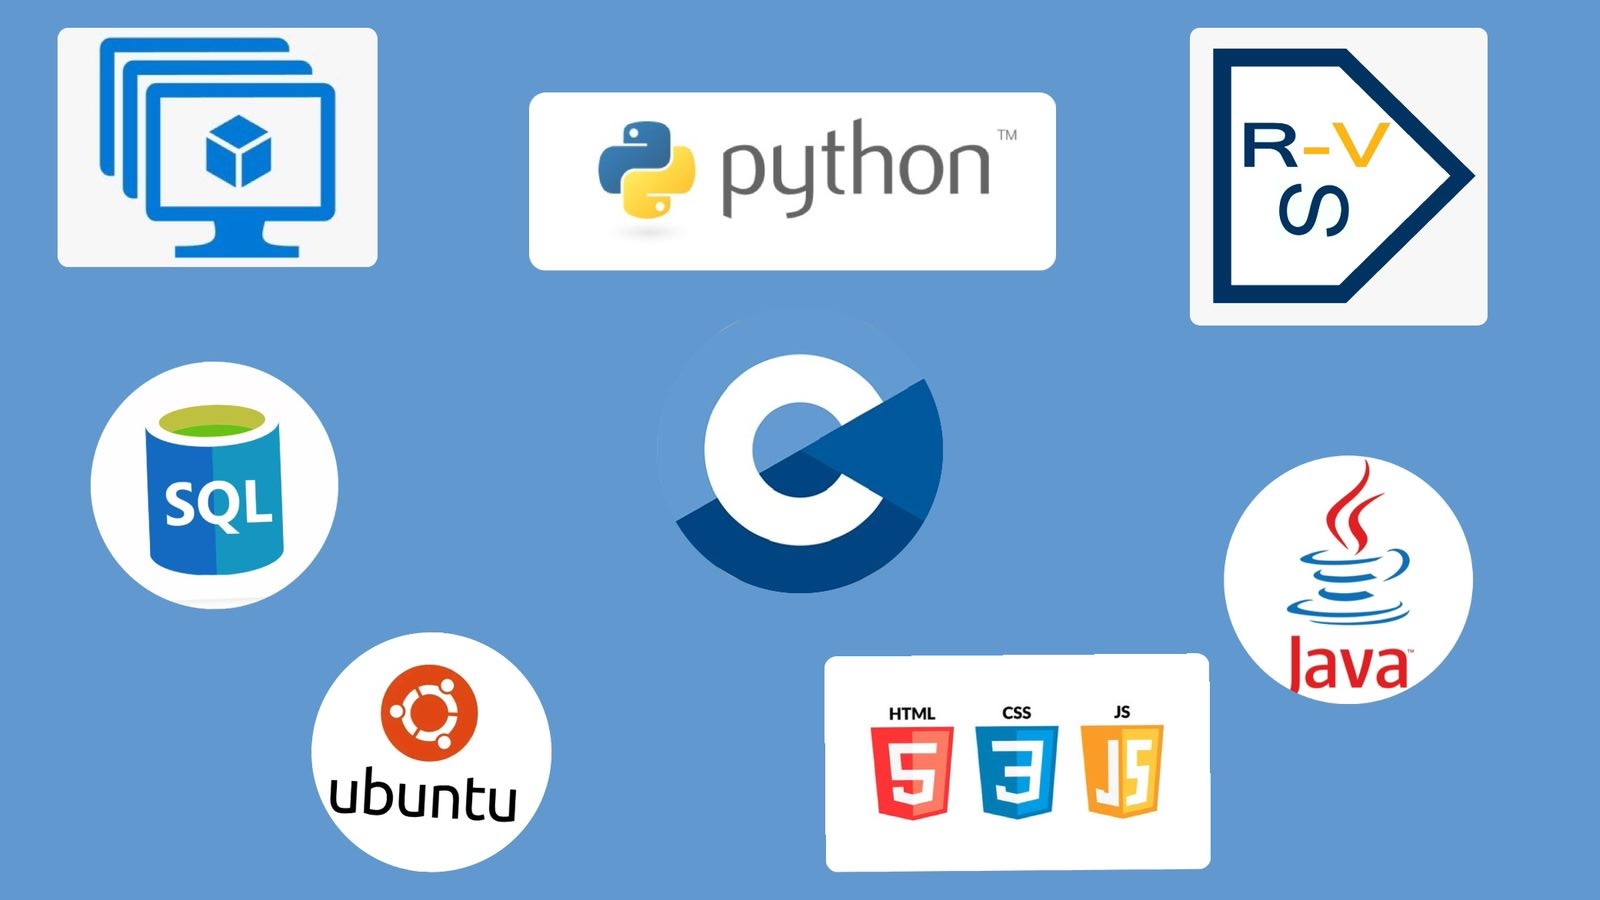 python™
R-V
S
SQL
C
Java™
ubuntu
HTML CSS JS
5 3 JS